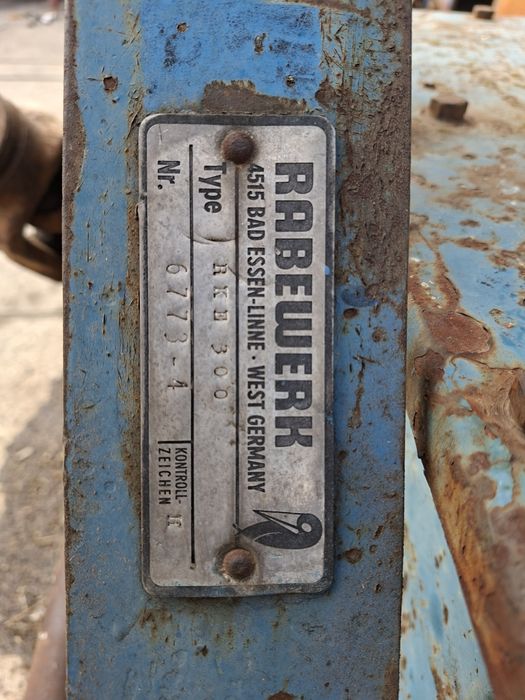 RABEWERK
4515 BAD ESSEN-LINNE · WEST GERMANY
Type RKE 300
Nr. 6773-4
KONTROLL-
ZEICHEN